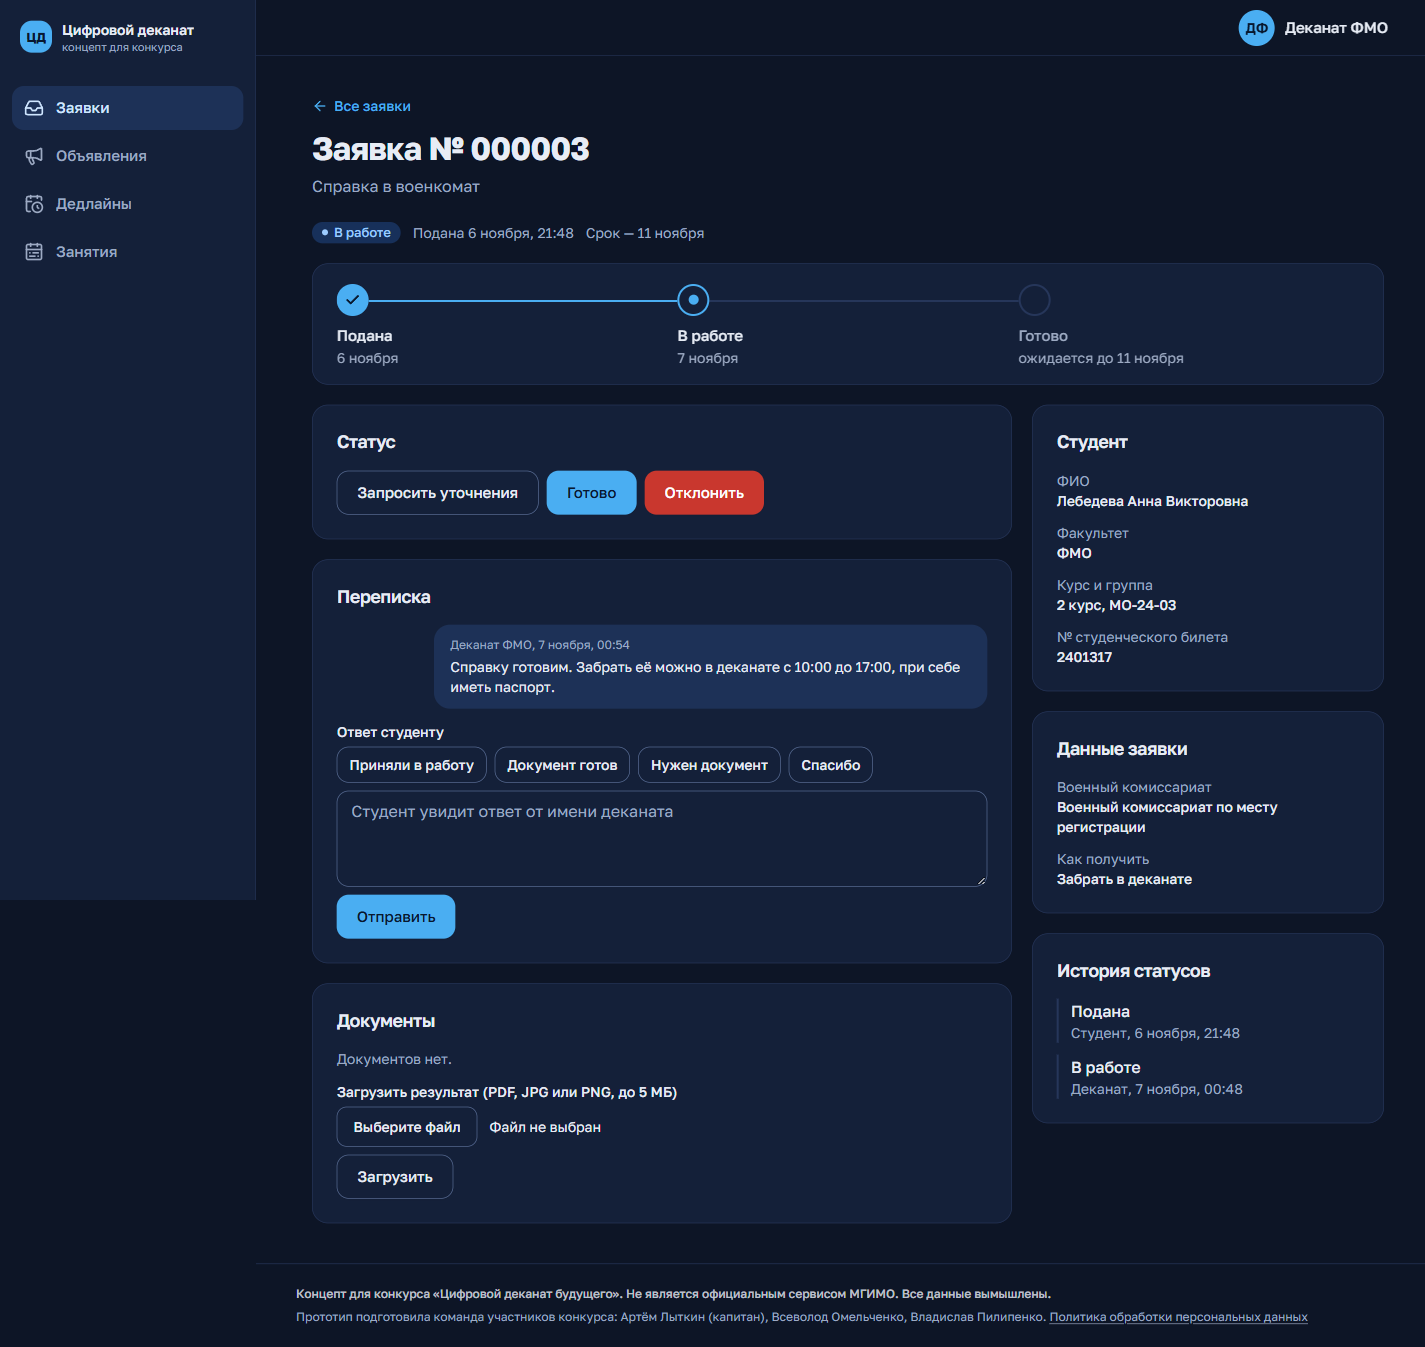 ЦД
Цифровой деканат
концепт для конкурса
Заявки
Объявления
Дедлайны
Занятия
ДФ
Деканат ФМО
← Все заявки
Заявка № 000003
Справка в военкомат
В работе
Подана 6 ноября, 21:48
Срок — 11 ноября
Подана
6 ноября
В работе
7 ноября
Готово
ожидается до 11 ноября
Статус
Запросить уточнения
Готово
Отклонить
Переписка
Деканат ФМО, 7 ноября, 00:54
Справку готовим. Забрать её можно в деканате с 10:00 до 17:00, при себе
иметь паспорт.
Ответ студенту
Приняли в работу
Документ готов
Нужен документ
Спасибо
Студент увидит ответ от имени деканата
Отправить
Документы
Документов нет.
Загрузить результат (PDF, JPG или PNG, до 5 МБ)
Выберите файл
Файл не выбран
Загрузить
Студент
ФИО
Лебедева Анна Викторовна
Факультет
ФМО
Курс и группа
2 курс, МО-24-03
№ студенческого билета
2401317
Данные заявки
Военный комиссариат
Военный комиссариат по месту
регистрации
Как получить
Забрать в деканате
История статусов
Подана
Студент, 6 ноября, 21:48
В работе
Деканат, 7 ноября, 00:48
Концепт для конкурса «Цифровой деканат будущего». Не является официальным сервисом МГИМО. Все данные вымышлены.
Прототип подготовила команда участников конкурса: Артём Лыткин (капитан), Всеволод Омельченко, Владислав Пилипенко. Политика обработки персональных данных